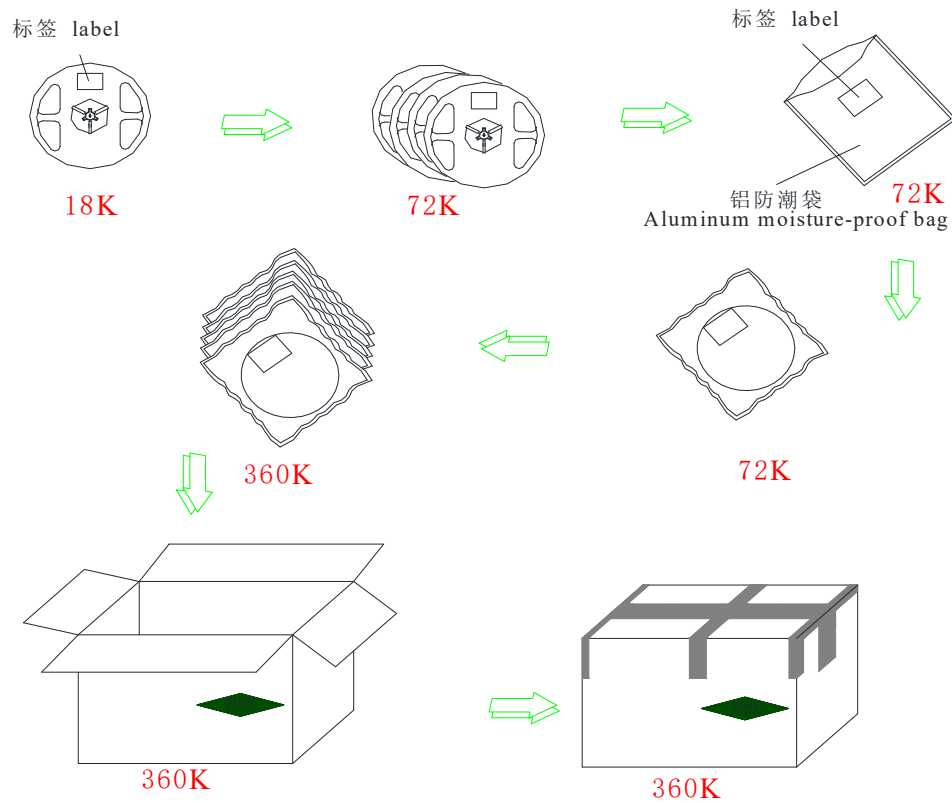 标签 label
标签 label
18K
72K
72K
铝防潮袋
Aluminum moisture-proof bag
360K
72K
360K
360K